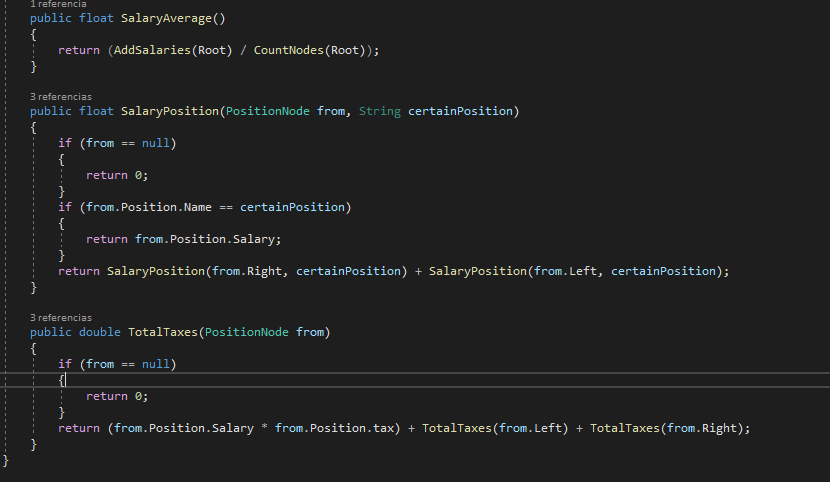 1 referencia
public float SalaryAverage()
{
return (AddSalaries(Root) / CountNodes(Root));
}
3 referencias
public float SalaryPosition(PositionNode from, String certainPosition)
{
if (from == null)
{
return 0;
}
if (from.Position.Name == certainPosition)
{
return from.Position.Salary;
}
return SalaryPosition(from.Right, certainPosition) + SalaryPosition(from.Left, certainPosition);
}
3 referencias
public double TotalTaxes(PositionNode from)
{
if (from == null)
{
return 0;
}
return (from.Position.Salary * from.Position.tax) + TotalTaxes(from.Left) + TotalTaxes(from.Right);
}
}